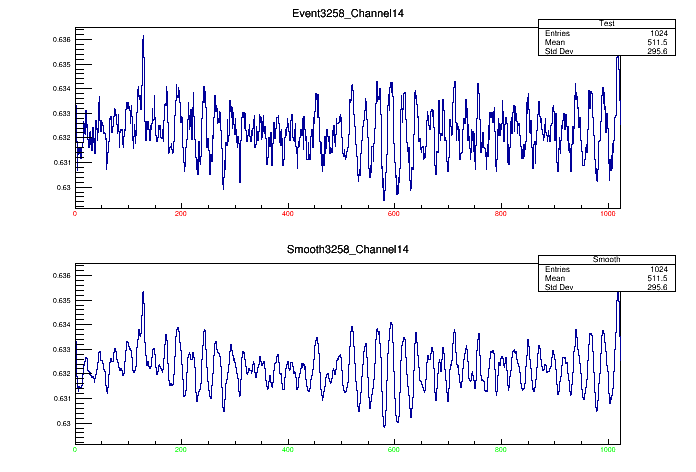 Event3258_Channel14
Test
Entries 1024
Mean 511.5
Std Dev 295.6
0.636
0.635
0.634
0.633
0.632
0.631
0.63
0 200 400 600 800 1000
Smooth3258_Channel14
Smooth
Entries 1024
Mean 511.5
Std Dev 295.6
0.636
0.635
0.634
0.633
0.632
0.631
0.63
0 200 400 600 800 1000